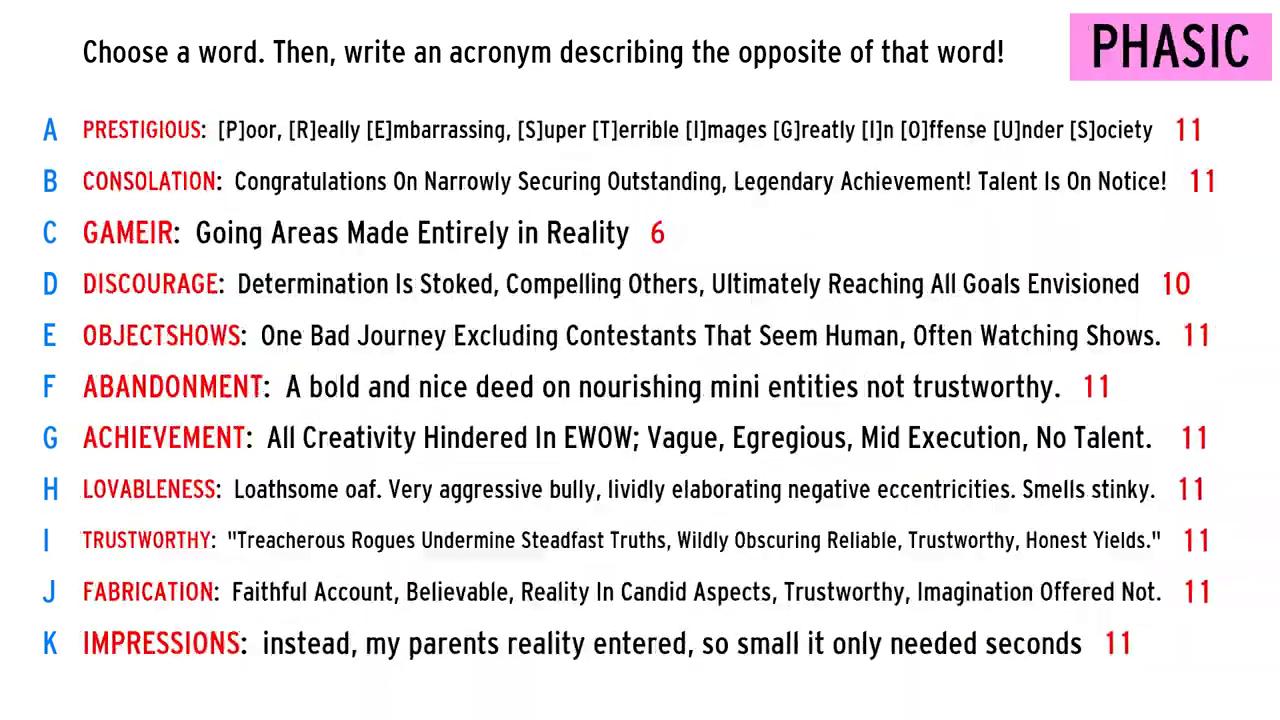 Choose a word. Then, write an acronym describing the opposite of that word!
PHASIC
A PRESTIGIOUS: [P]oor, [R]eally [E]mbarrassing, [S]uper [T]errible [I]mages [G]reatly [I]n [O]ffense [U]nder [S]ociety 11
B CONSOLATION: Congratulations On Narrowly Securing Outstanding, Legendary Achievement! Talent Is On Notice! 11
C GAMEIR: Going Areas Made Entirely in Reality 6
D DISCOURAGE: Determination Is Stoked, Compelling Others, Ultimately Reaching All Goals Envisioned 10
E OBJECTSHOWS: One Bad Journey Excluding Contestants That Seem Human, Often Watching Shows. 11
F ABANDONMENT: A bold and nice deed on nourishing mini entities not trustworthy. 11
G ACHIEVEMENT: All Creativity Hindered In EWOW; Vague, Egregious, Mid Execution, No Talent. 11
H LOVABLENESS: Loathsome oaf. Very aggressive bully, lividly elaborating negative eccentricities. Smells stinky. 11
I TRUSTWORTHY: "Treacherous Rogues Undermine Steadfast Truths, Wildly Obscuring Reliable, Trustworthy, Honest Yields." 11
J FABRICATION: Faithful Account, Believable, Reality In Candid Aspects, Trustworthy, Imagination Offered Not. 11
K IMPRESSIONS: instead, my parents reality entered, so small it only needed seconds 11